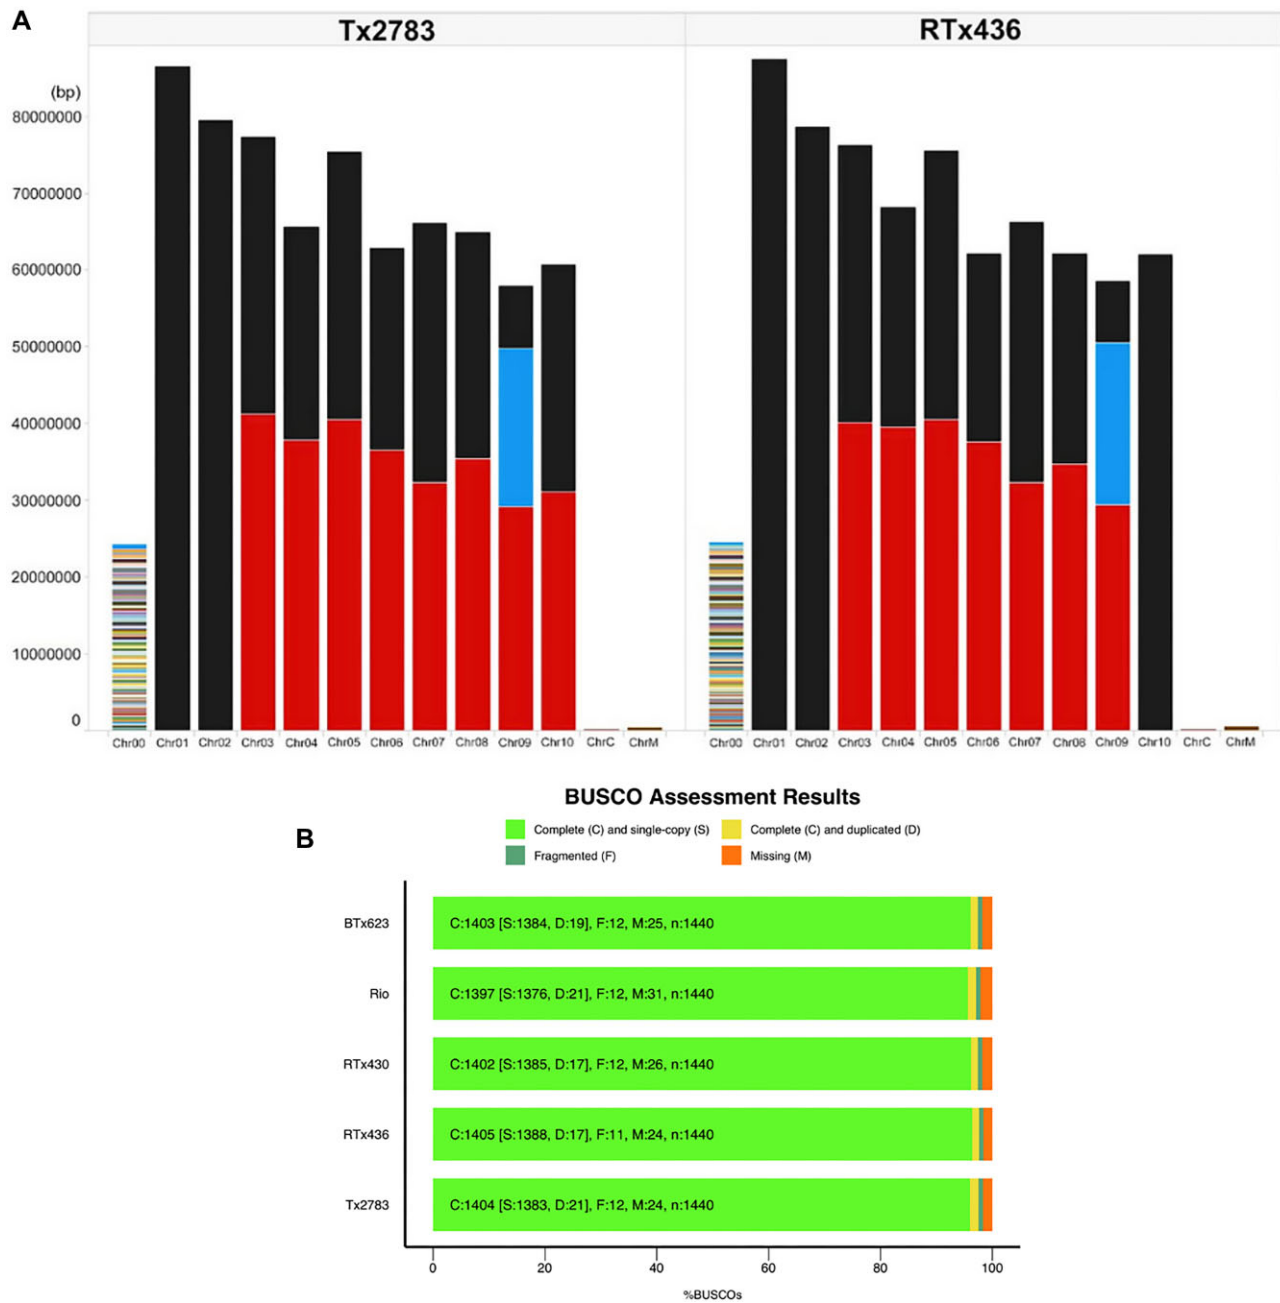 A
Tx2783 RTx436
(bp)
80000000
70000000
60000000
50000000
40000000
30000000
20000000
10000000
0
Chr00 Chr01 Chr02 Chr03 Chr04 Chr05 Chr06 Chr07 Chr08 Chr09 Chr10 ChrC ChrM Chr00 Chr01 Chr02 Chr03 Chr04 Chr05 Chr06 Chr07 Chr08 Chr09 Chr10 ChrC ChrM
BUSCO Assessment Results
B
Complete (C) and single-copy (S) Complete (C) and duplicated (D)
Fragmented (F) Missing (M)
BTx623 C:1403 [S:1384, D:19], F:12, M:25, n:1440
Rio C:1397 [S:1376, D:21], F:12, M:31, n:1440
RTx430 C:1402 [S:1385, D:17], F:12, M:26, n:1440
RTx436 C:1405 [S:1388, D:17], F:11, M:24, n:1440
Tx2783 C:1404 [S:1383, D:21], F:12, M:24, n:1440
0 20 40 60 80 100
%BUSCOs